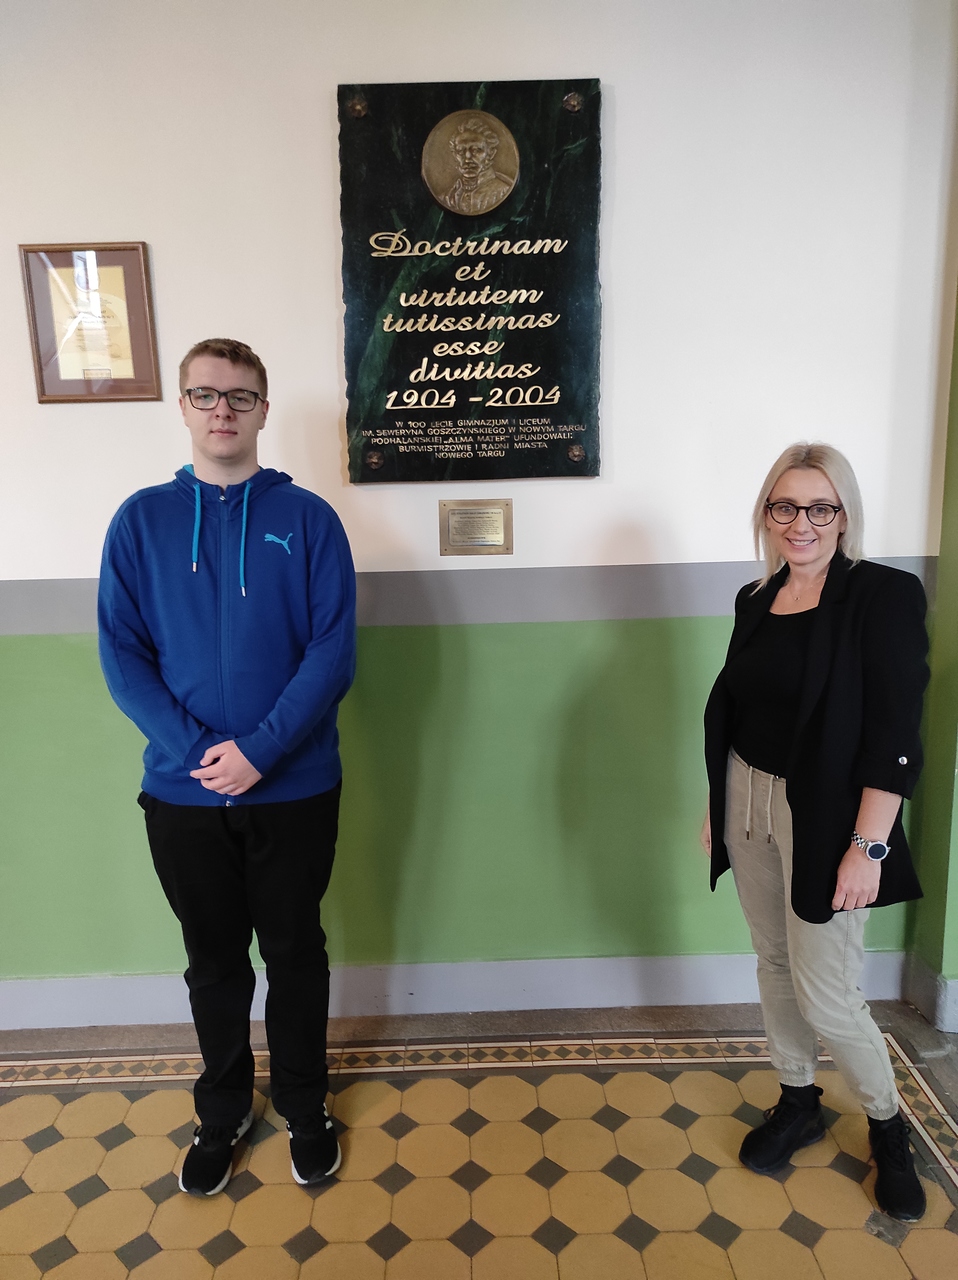 Doctrinam
et
virtutem
tutissimas
esse
divitias
1904 - 2004
W 100 LECIE GIMNAZJUM I LICEUM
IM. SEWERYNA GOSZCZYŃSKIEGO W NOWYM TARGU
PODHALAŃSKIEJ „ALMA MATER” UFUNDOWALI:
BURMISTRZOWIE I RADNI MIASTA
NOWEGO TARGU